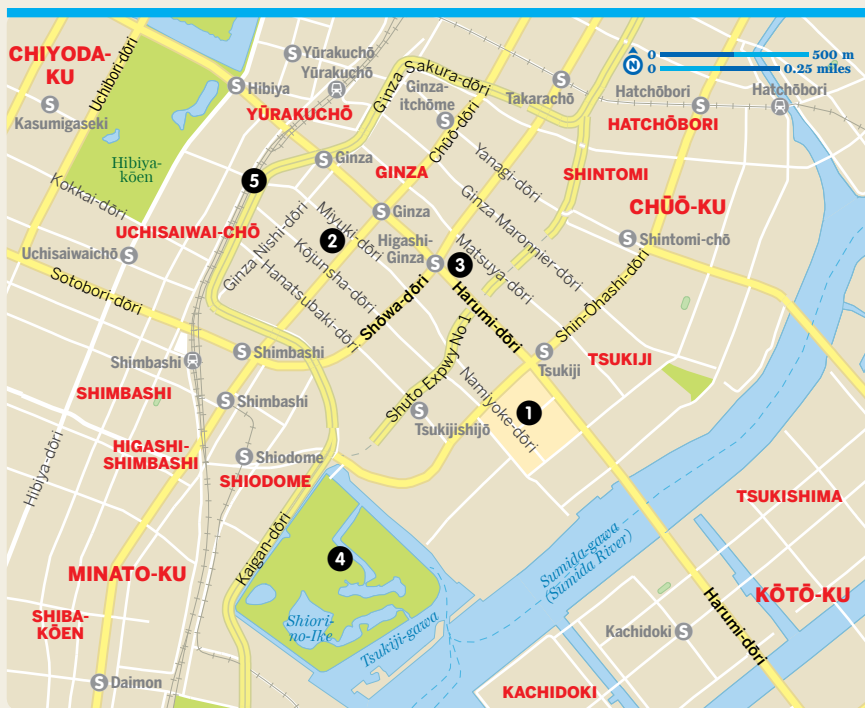 CHIYODA-
KU
Uchibori-dōri
Yūrakuchō
Yūrakuchō
Hibiya
YŪRAKUCHŌ
Kasumigaseki
Ginza Sakura-dōri
Ginza-
itchōme
Takarachō
N
0
500 m
0
0.25 miles
Hatchōbori
Hatchōbori
HATCHŌBORI
Hibiya-
kōen
Kokkai-dōri
5
Ginza
GINZA
Chūō-dōri
Yanagi-dōri
SHINTOMI
CHŪŌ-KU
UCHISAIWAI-CHŌ
Uchisaiwaichō
Ginza Nishi-dōri
Miyuki-dōri
2
Kōjunsha-dōri
Hanatsubaki-dōri
Ginza
Higashi-
Ginza
3
Ginza Maronnier-dōri
Matsuya-dōri
Shintomi-chō
Sotobori-dōri
Shōwa-dōri
Harumi-dōri
Shin-Ōhashi-dōri
Shimbashi
Shimbashi
Shuto Expwy No1
Tsukiji
TSUKIJI
SHIMBASHI
Shimbashi
Tsukijishijō
Namiyoke-dōri
1
HIGASHI-
SHIMBASHI
Shiodome
SHIODOME
Hibiya-dōri
Kaigan-dōri
TSUKISHIMA
4
Sumida-gawa
(Sumida River)
MINATO-KU
SHIBA-
KŌEN
Shiori-
no-Ike
Tsukiji-gawa
Harumi-dōri
KŌTŌ-KU
Kachidoki
Daimon
KACHIDOKI